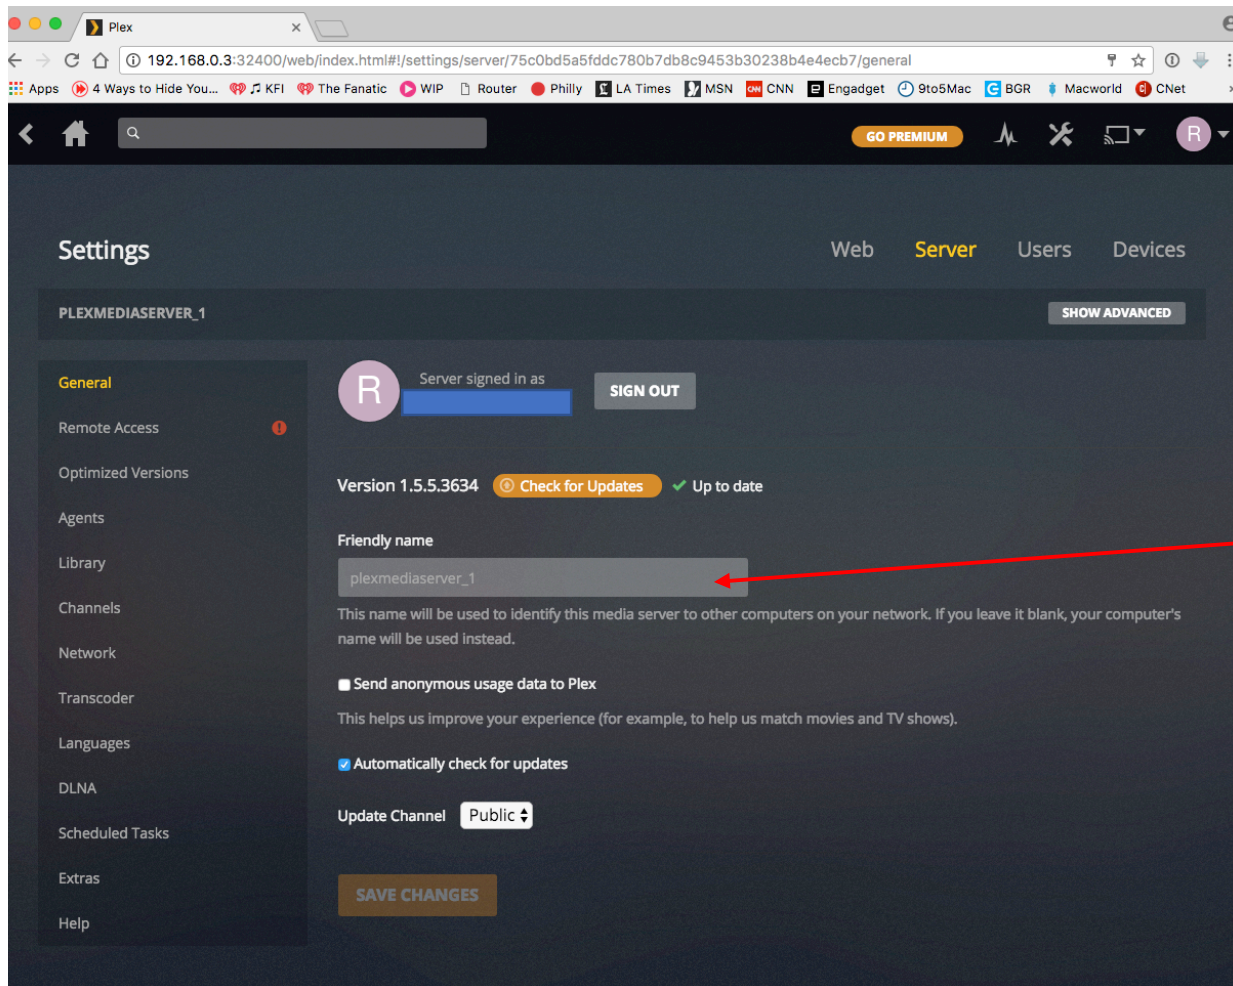 Plex
192.168.0.3:32400/web/index.html#!/settings/server/75c0bd5a5fddc780b7db8c9453b30238b4e4ecb7/general
Apps 4 Ways to Hide You... ♫ KFI The Fanatic WIP Router Philly LA Times MSN CNN Engadget 9to5Mac BGR Macworld CNet
GO PREMIUM R
Settings Web Server Users Devices
PLEXMEDIASERVER_1 SHOW ADVANCED
General
Remote Access
Optimized Versions
Agents
Library
Channels
Network
Transcoder
Languages
DLNA
Scheduled Tasks
Extras
Help
R Server signed in as SIGN OUT
Version 1.5.5.3634 Check for Updates Up to date
Friendly name
plexmediaserver_1
This name will be used to identify this media server to other computers on your network. If you leave it blank, your computer's
name will be used instead.
Send anonymous usage data to Plex
This helps us improve your experience (for example, to help us match movies and TV shows).
Automatically check for updates
Update Channel Public
SAVE CHANGES